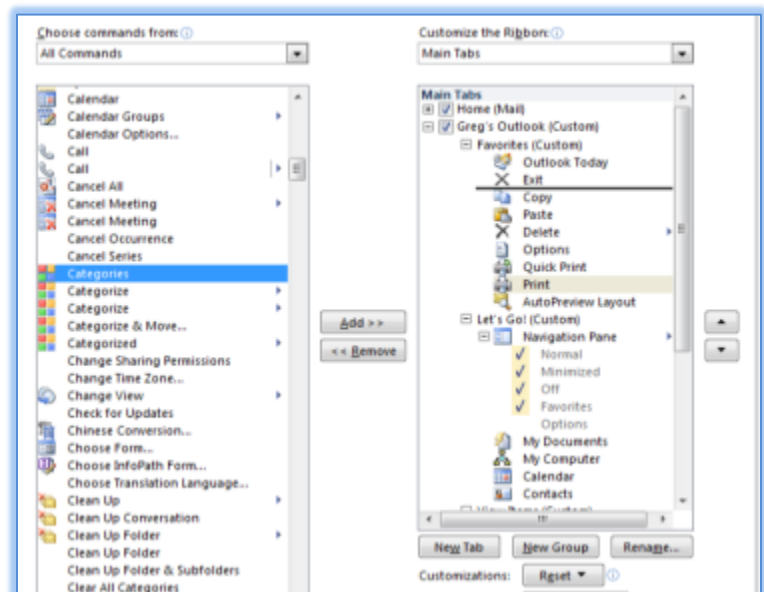 Choose commands from:
All Commands
Calendar
Calendar Groups
Calendar Options...
Call
Call
Cancel All
Cancel Meeting
Cancel Meeting
Cancel Occurrence
Cancel Series
Categories
Categorize
Categorize
Categorize & Move...
Categorized
Change Sharing Permissions
Change Time Zone...
Change View
Check for Updates
Chinese Conversion...
Choose Form...
Choose InfoPath Form...
Choose Translation Language...
Clean Up
Clean Up Conversation
Clean Up Folder
Clean Up Folder
Clean Up Folder & Subfolders
Clear All Categories
Add >>
<< Remove
Customize the Ribbon:
Main Tabs
Main Tabs
Home (Mail)
Greg's Outlook (Custom)
Favorites (Custom)
Outlook Today
Exit
Copy
Paste
Delete
Options
Quick Print
Print
AutoPreview Layout
Let's Go! (Custom)
Navigation Pane
Normal
Minimized
Off
Favorites
Options
My Documents
My Computer
Calendar
Contacts
New Tab New Group Rename...
Customizations: Reset